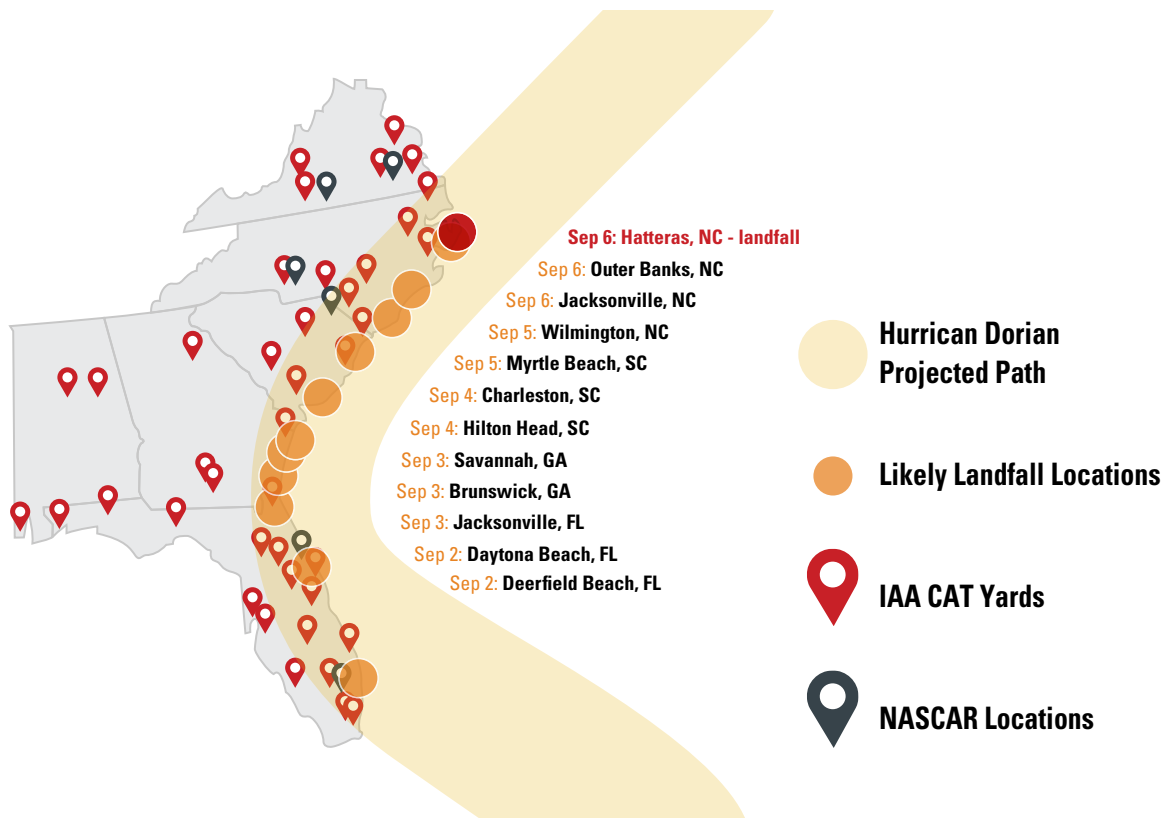 Sep 6: Hatteras, NC - landfall
Sep 6: Outer Banks, NC
Sep 6: Jacksonville, NC
Sep 5: Wilmington, NC
Sep 5: Myrtle Beach, SC
Sep 4: Charleston, SC
Sep 4: Hilton Head, SC
Sep 3: Savannah, GA
Sep 3: Brunswick, GA
Sep 3: Jacksonville, FL
Sep 2: Daytona Beach, FL
Sep 2: Deerfield Beach, FL
Hurrican Dorian
Projected Path
Likely Landfall Locations
IAA CAT Yards
NASCAR Locations